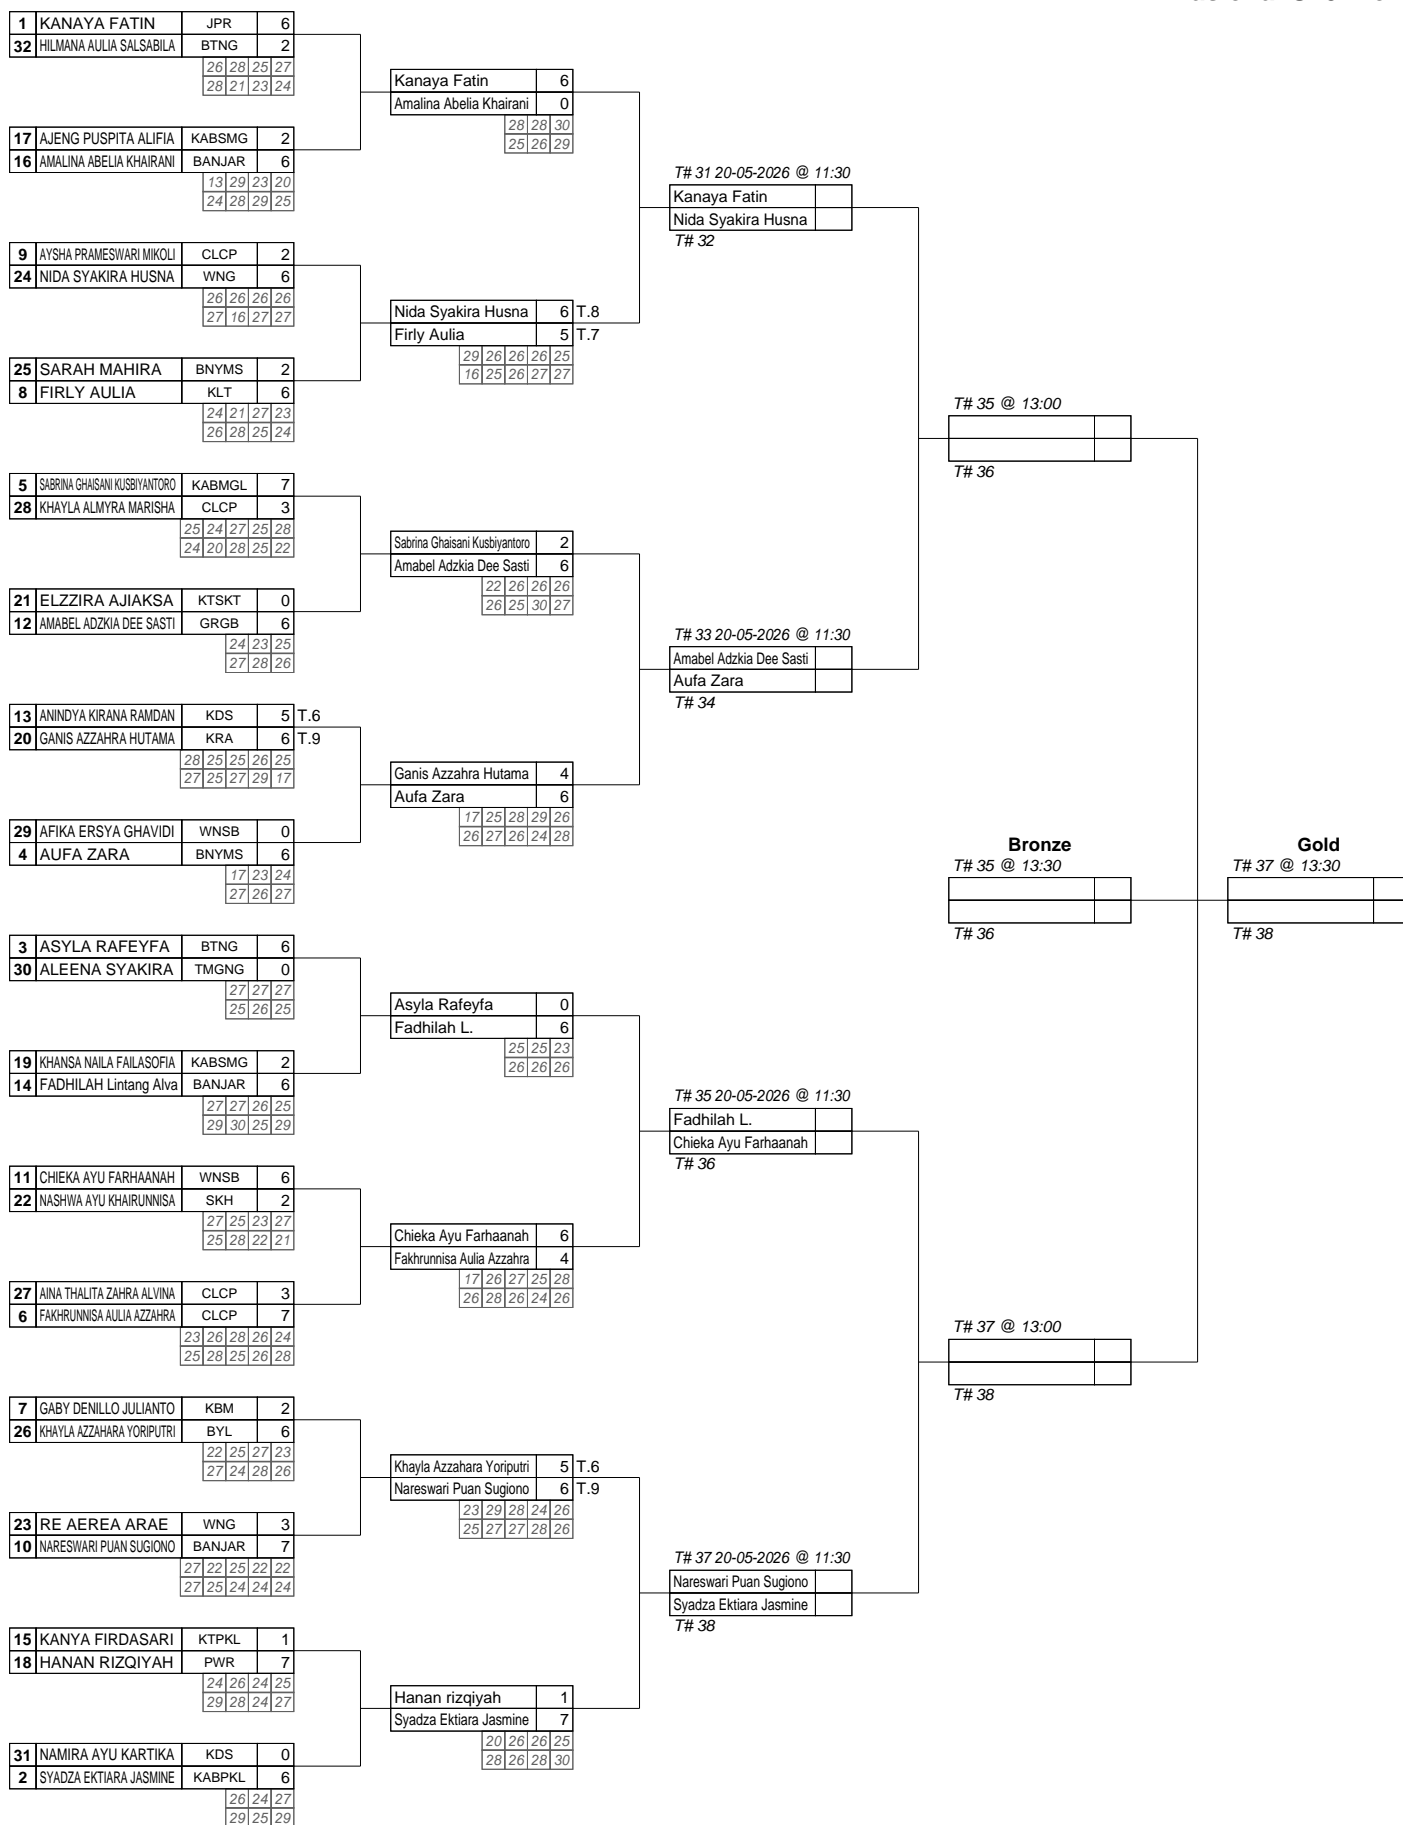 1 KANAYA FATIN JPR 6
32 HILMANA AULIA SALSABILA BTNG 2
26 28 25 27
28 21 23 24
17 AJENG PUSPITA ALIFIA KABSMG 2
16 AMALINA ABELIA KHAIRANI BANJAR 6
13 29 23 20
24 28 29 25
9 AYSHA PRAMESWARI MIKOLI CLCP 2
24 NIDA SYAKIRA HUSNA WNG 6
26 26 26 26
27 16 27 27
25 SARAH MAHIRA BNYMS 2
8 FIRLY AULIA KLT 6
24 21 27 23
26 28 25 24
5 SABRINA GHAISANI KUSBIYANTORO KABMGL 7
28 KHAYLA ALMYRA MARISHA CLCP 3
25 24 27 25 28
24 20 28 25 22
21 ELZZIRA AJIAKSA KTSKT 0
12 AMABEL ADZKIA DEE SASTI GRGB 6
24 23 25
27 28 26
13 ANINDYA KIRANA RAMDAN KDS 5 T.6
20 GANIS AZZAHRA HUTAMA KRA 6 T.9
28 25 25 26 25
27 25 27 29 17
29 AFIKA ERSYA GHAVIDI WNSB 0
4 AUFA ZARA BNYMS 6
17 23 24
27 26 27
3 ASYLA RAFEYFA BTNG 6
30 ALEENA SYAKIRA TMGNG 0
27 27 27
25 26 25
19 KHANSA NAILA FAILASOFIA KABSMG 2
14 FADHILAH Lintang Alva BANJAR 6
27 27 26 25
29 30 25 29
11 CHIEKA AYU FARHAANAH WNSB 6
22 NASHWA AYU KHAIRUNNISA SKH 2
27 25 23 27
25 28 22 21
27 AINA THALITA ZAHRA ALVINA CLCP 3
6 FAKHRUNNISA AULIA AZZAHRA CLCP 7
23 26 28 26 24
25 28 25 26 28
7 GABY DENILLO JULIANTO KBM 2
26 KHAYLA AZZAHARA YORIPUTRI BYL 6
22 25 27 23
27 24 28 26
23 RE AEREA ARAE WNG 3
10 NARESWARI PUAN SUGIONO BANJAR 7
27 22 25 22 22
27 25 24 24 24
15 KANYA FIRDASARI KTPKL 1
18 HANAN RIZQIYAH PWR 7
24 26 24 25
29 28 24 27
31 NAMIRA AYU KARTIKA KDS 0
2 SYADZA EKTIARA JASMINE KABPKL 6
26 24 27
29 25 29
Kanaya Fatin 6
Amalina Abelia Khairani 0
28 28 30
25 26 29
Nida Syakira Husna 6 T.8
Firly Aulia 5 T.7
29 26 26 26 25
16 25 26 27 27
Sabrina Ghaisani Kusbiyantoro 2
Amabel Adzkia Dee Sasti 6
22 26 26 26
26 25 30 27
Ganis Azzahra Hutama 4
Aufa Zara 6
17 25 28 29 26
26 27 26 24 28
Asyla Rafeyfa 0
Fadhilah L. 6
25 25 23
26 26 26
Chieka Ayu Farhaanah 6
Fakhrunnisa Aulia Azzahra 4
17 26 27 25 28
26 28 26 24 26
Khayla Azzahara Yoriputri 5 T.6
Nareswari Puan Sugiono 6 T.9
23 29 28 24 26
25 27 27 28 26
Hanan rizqiyah 1
Syadza Ektiara Jasmine 7
20 26 26 25
28 26 28 30
T# 31 20-05-2026 @ 11:30
Kanaya Fatin
Nida Syakira Husna
T# 32
T# 33 20-05-2026 @ 11:30
Amabel Adzkia Dee Sasti
Aufa Zara
T# 34
T# 35 20-05-2026 @ 11:30
Fadhilah L.
Chieka Ayu Farhaanah
T# 36
T# 37 20-05-2026 @ 11:30
Nareswari Puan Sugiono
Syadza Ektiara Jasmine
T# 38
T# 35 @ 13:00
T# 36
Bronze
T# 35 @ 13:30
T# 36
T# 37 @ 13:00
T# 38
Gold
T# 37 @ 13:30
T# 38